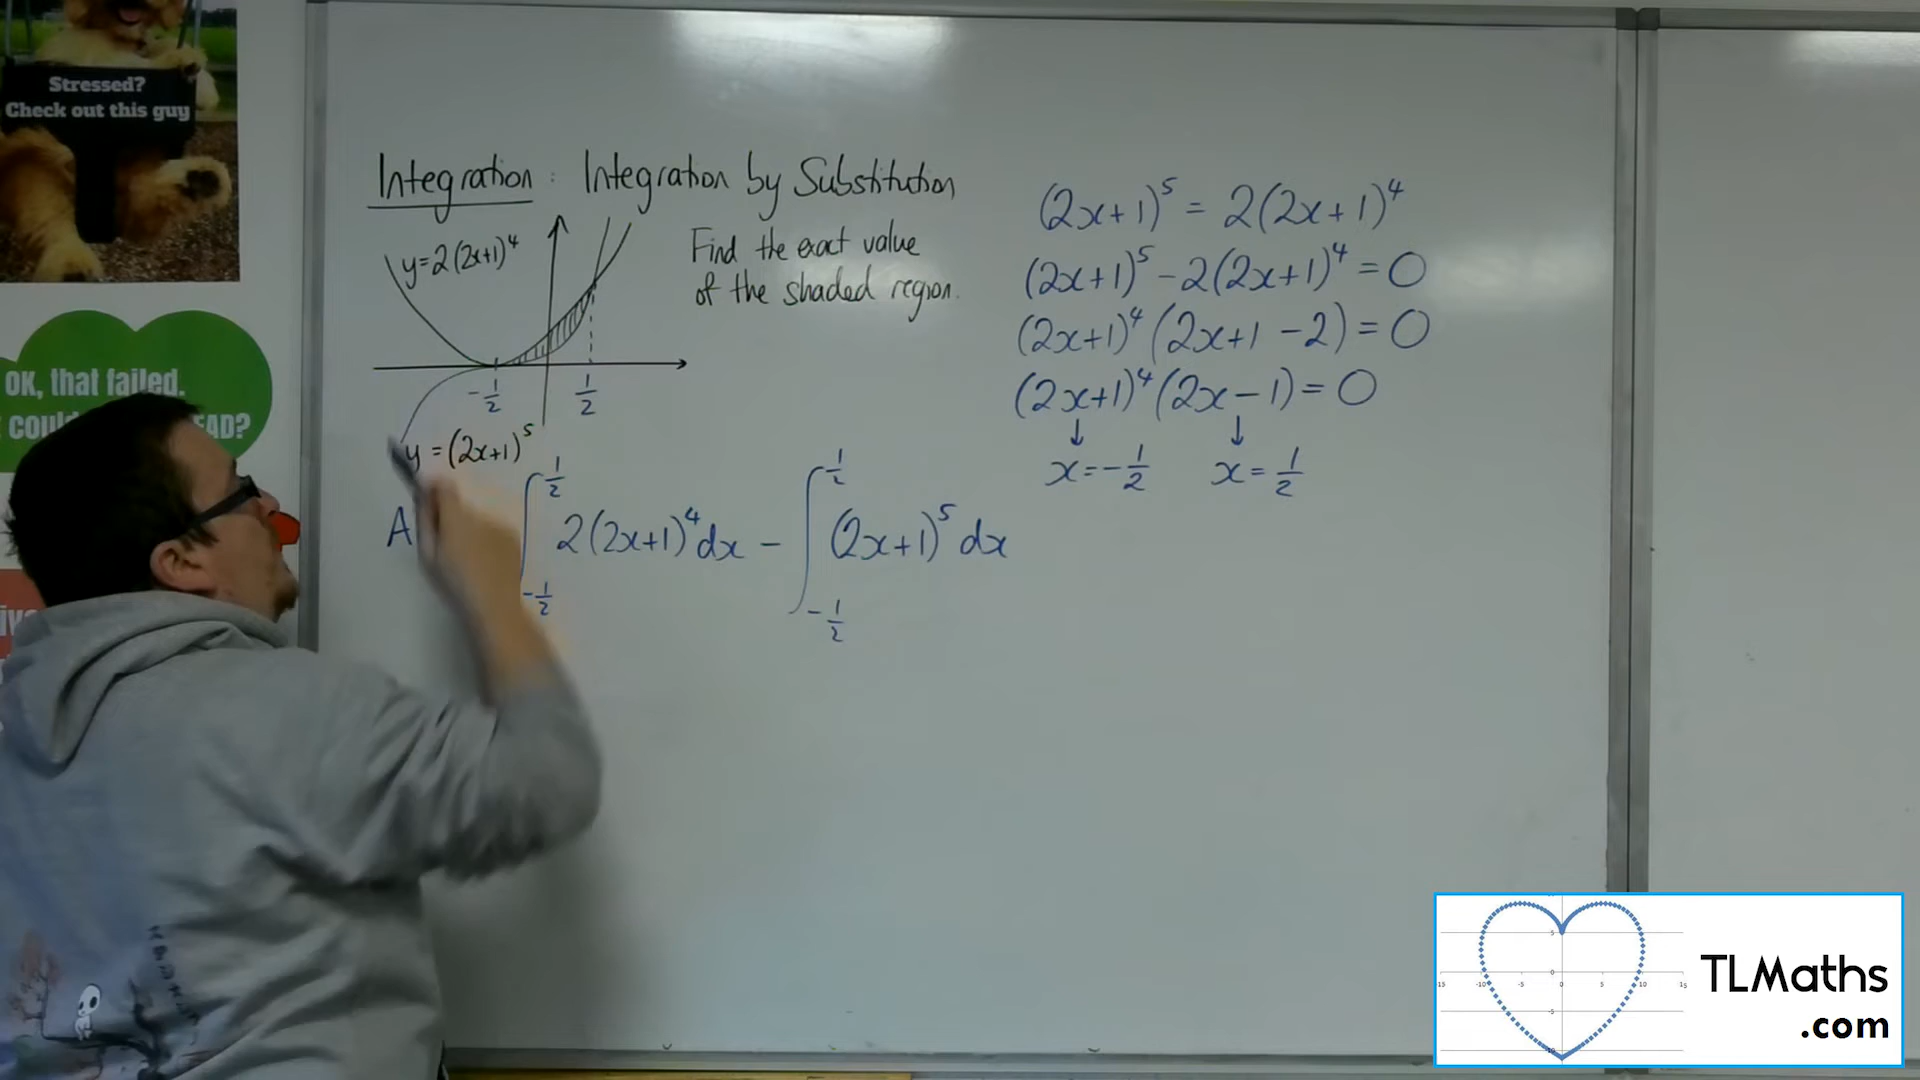 Stressed?
Check out this guy
OK, that failed.
Integration : Integration by Substitution
y=2(2x+1)⁴
Find the exact value
of the shaded region.
-1/2
1/2
y=(2x+1)⁵
A
∫_{-1/2}^{1/2} 2(2x+1)⁴dx - ∫_{-1/2}^{1/2} (2x+1)⁵dx
(2x+1)⁵ = 2(2x+1)⁴
(2x+1)⁵ - 2(2x+1)⁴ = 0
(2x+1)⁴(2x+1-2) = 0
(2x+1)⁴(2x-1) = 0
↓ ↓
x=-1/2 x=1/2
TLMaths
.com